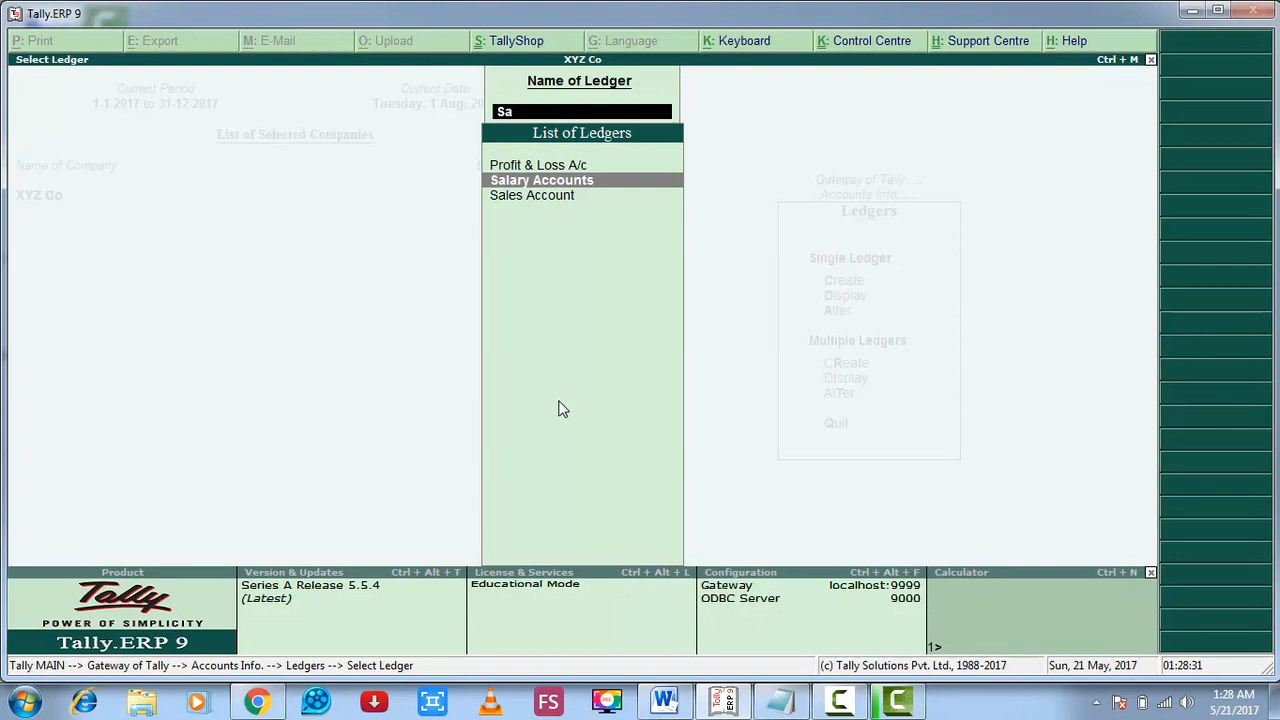 Tally.ERP 9
P: Print
E: Export
M: E-Mail
O: Upload
S: TallyShop
G: Language
K: Keyboard
K: Control Centre
H: Support Centre
H: Help
Select Ledger
XYZ Co
Ctrl + M
Current Period
1-1-2017 to 31-12-2017
Current Date
Tuesday, 1 Aug, 20
List of Selected Companies
Name of Company
XYZ Co
Name of Ledger
Sa
List of Ledgers
Profit & Loss A/c
Salary Accounts
Sales Account
Gateway of Tally ....
Accounts Info. ....
Ledgers
Single Ledger
Create
Display
Alter
Multiple Ledgers
CReate
DIsplay
AlTer
Quit
Product
Tally
POWER OF SIMPLICITY
Tally.ERP 9
Version & Updates Ctrl + Alt + T
Series A Release 5.5.4
(Latest)
License & Services Ctrl + Alt + L
Educational Mode
Configuration Ctrl + Alt + F
Gateway localhost:9999
ODBC Server 9000
Calculator Ctrl + N
1>
Tally MAIN --> Gateway of Tally --> Accounts Info. --> Ledgers --> Select Ledger
(c) Tally Solutions Pvt. Ltd., 1988-2017
Sun, 21 May, 2017
01:28:31
FS
1:28 AM
5/21/2017